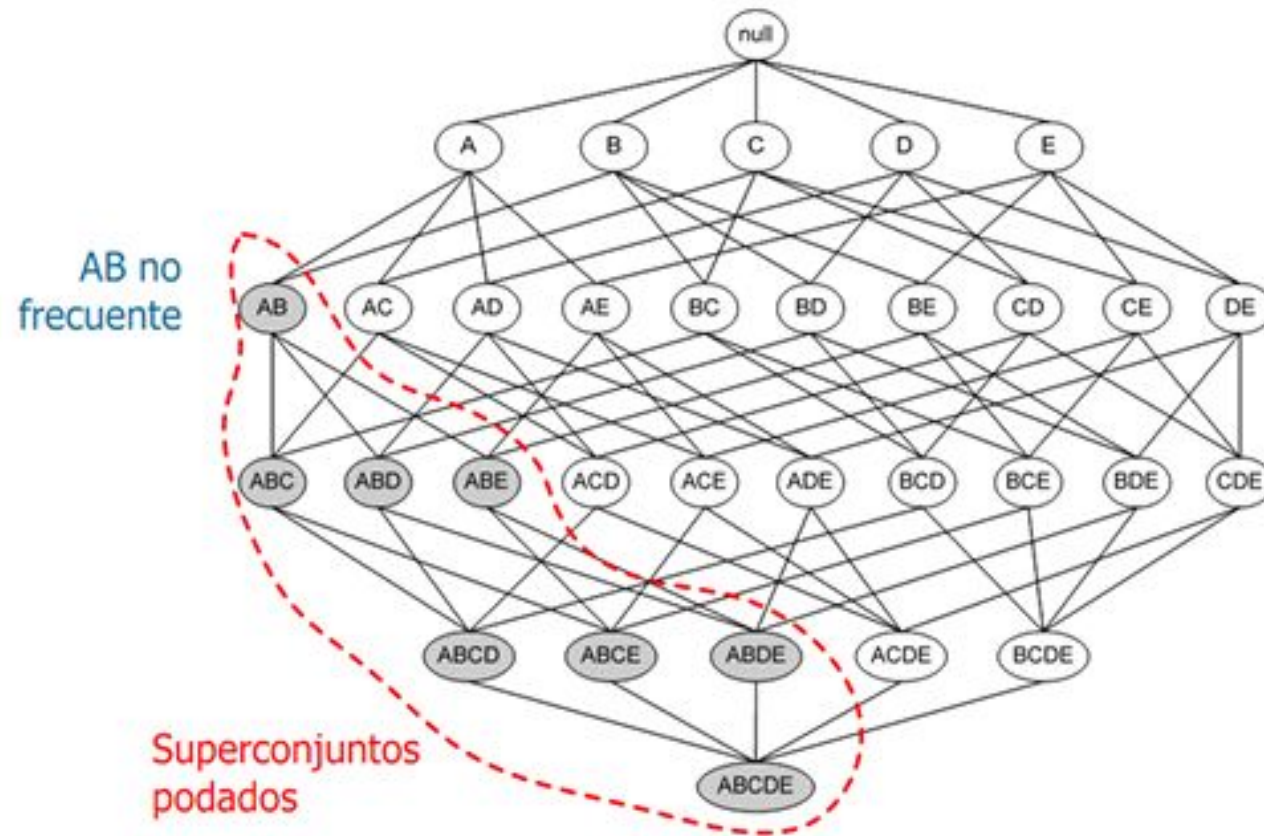 null
A B C D E
AB no
frecuente
AB AC AD AE BC BD BE CD CE DE
ABC ABD ABE ACD ACE ADE BCD BCE BDE CDE
ABCD ABCE ABDE ACDE BCDE
Superconjuntos
podados
ABCDE